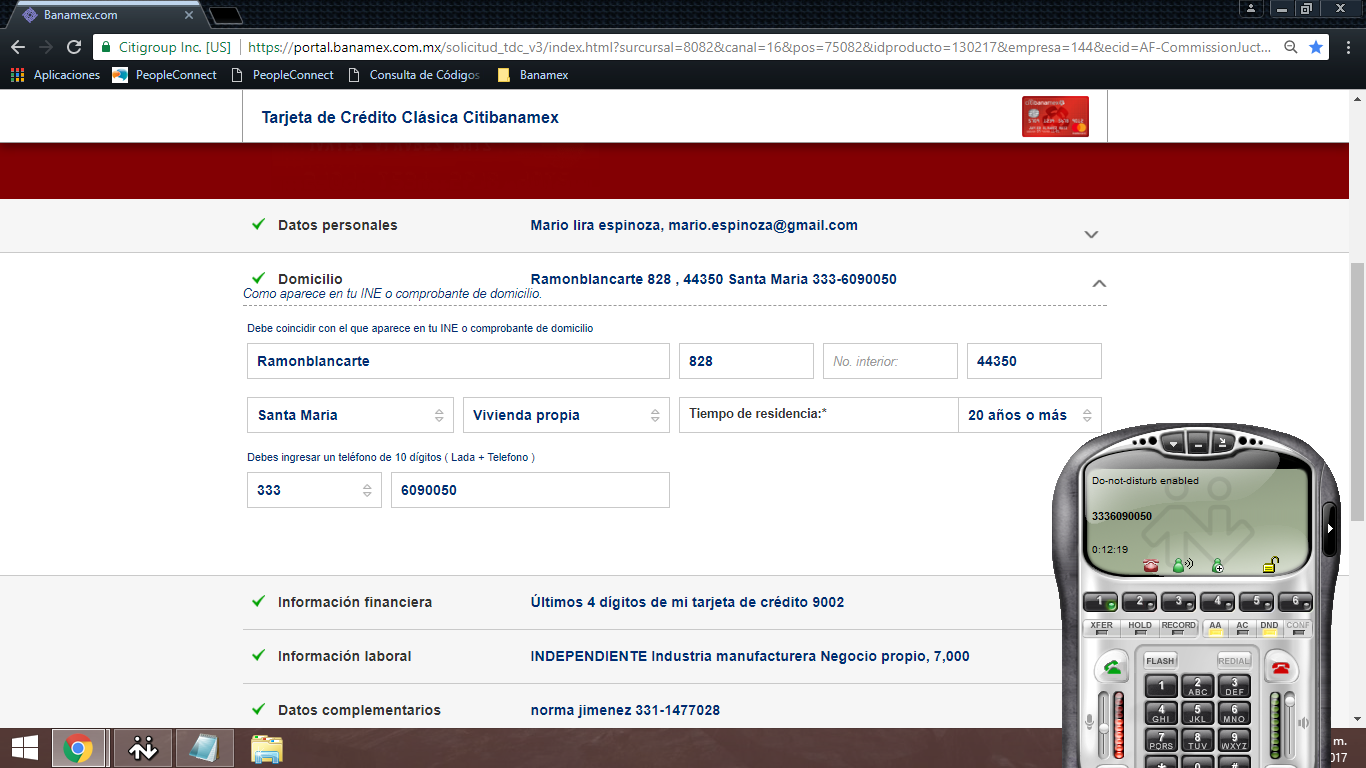 Banamex.com
Citigroup Inc. [US] https://portal.banamex.com.mx/solicitud_tdc_v3/index.html?surcursal=8082&canal=16&pos=75082&idproducto=130217&empresa=144&ecid=AF-CommissionJuct...
Aplicaciones PeopleConnect PeopleConnect Consulta de Códigos Banamex
Tarjeta de Crédito Clásica Citibanamex
Datos personales Mario lira espinoza, mario.espinoza@gmail.com
Domicilio Ramonblancarte 828 , 44350 Santa Maria 333-6090050
Como aparece en tu INE o comprobante de domicilio.
Debe coincidir con el que aparece en tu INE o comprobante de domicilio
Ramonblancarte 828 No. interior: 44350
Santa Maria Vivienda propia Tiempo de residencia:* 20 años o más
Debes ingresar un teléfono de 10 dígitos ( Lada + Telefono )
333 6090050
Información financiera Últimos 4 dígitos de mi tarjeta de crédito 9002
Información laboral INDEPENDIENTE Industria manufacturera Negocio propio, 7,000
Datos complementarios norma jimenez 331-1477028
Do-not-disturb enabled
3336090050
0:12:19
1 2 3 4 5 6
XFER HOLD RECORD AA AC DND CONF
FLASH REDIAL
1 2 ABC 3 DEF
4 GHI 5 JKL 6 MNO
7 PQRS 8 TUV 9 WXYZ
* 0 #
m.
017